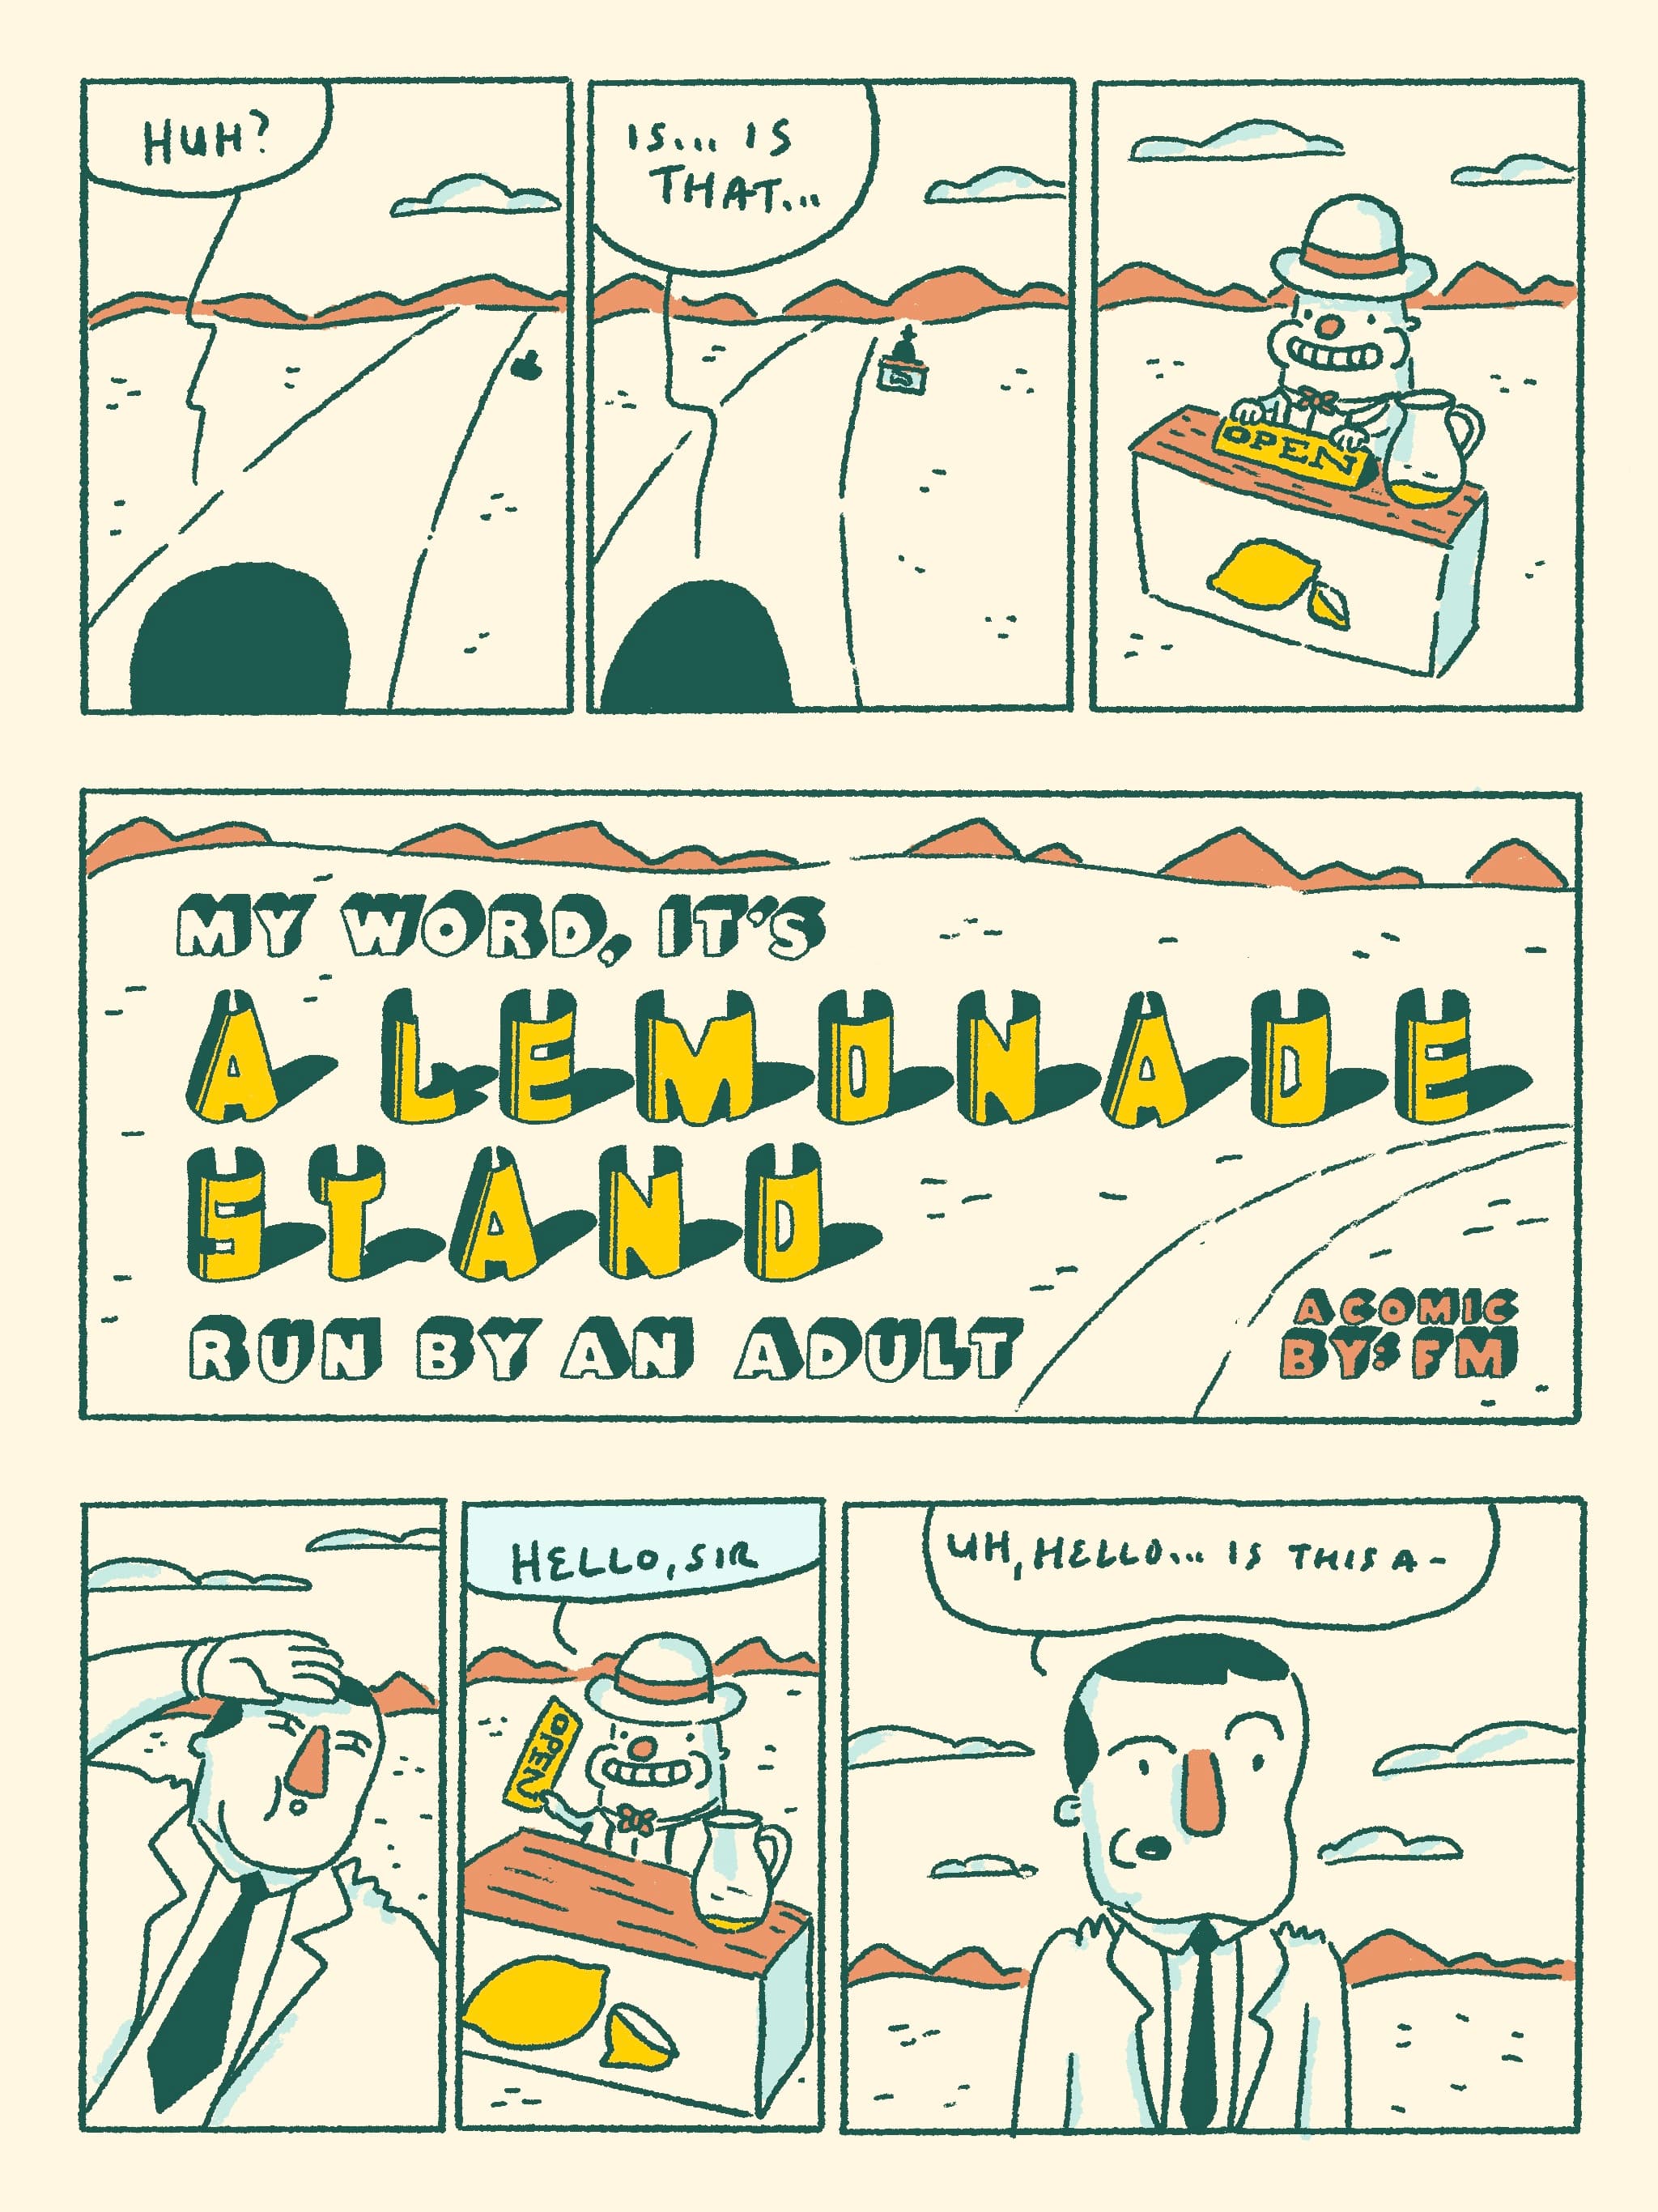 HUH?
IS... IS
THAT...
OPEN
MY WORD, IT'S
A LEMONADE
STAND
RUN BY AN ADULT
A COMIC
BY: FM
HELLO, SIR
OPEN
UH, HELLO... IS THIS A-